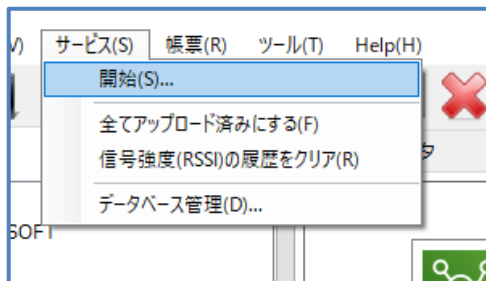 V) サービス(S) 帳票(R) ツール(T) Help(H)
開始(S)...
全てアップロード済みにする(F)
信号強度(RSSI)の履歴をクリア(R)
タ
データベース管理(D)...
SOFT